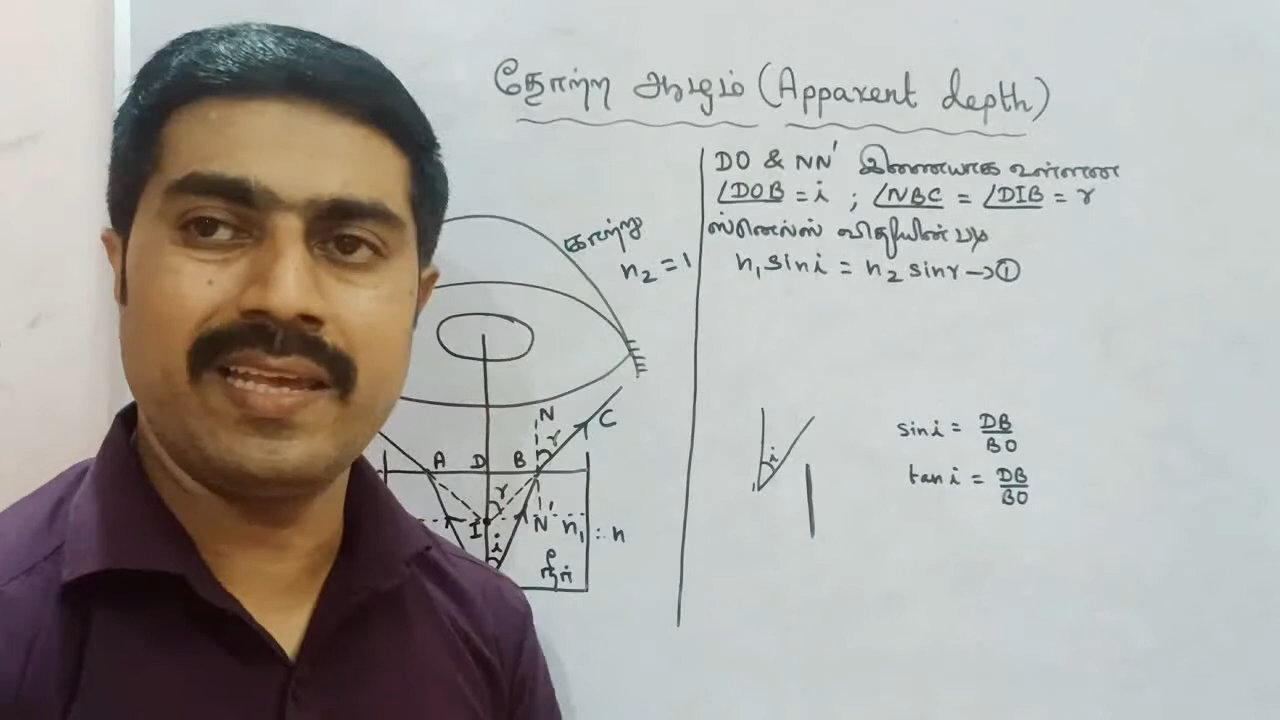 தோற்ற ஆழம் (Apparent depth)
DO & NN' இணையாக உள்ளன
∠DOB = i ; ∠NBC = ∠DIB = r
ஸ்னெல்ஸ் விதியின் படி
n₁ sin i = n₂ sin r → ①
காற்று
n₂ = 1
N
C
r
A D B
r
I N' n₁ = n
i
நீர்
i
sin i = DB/BO
tan i = DB/BO